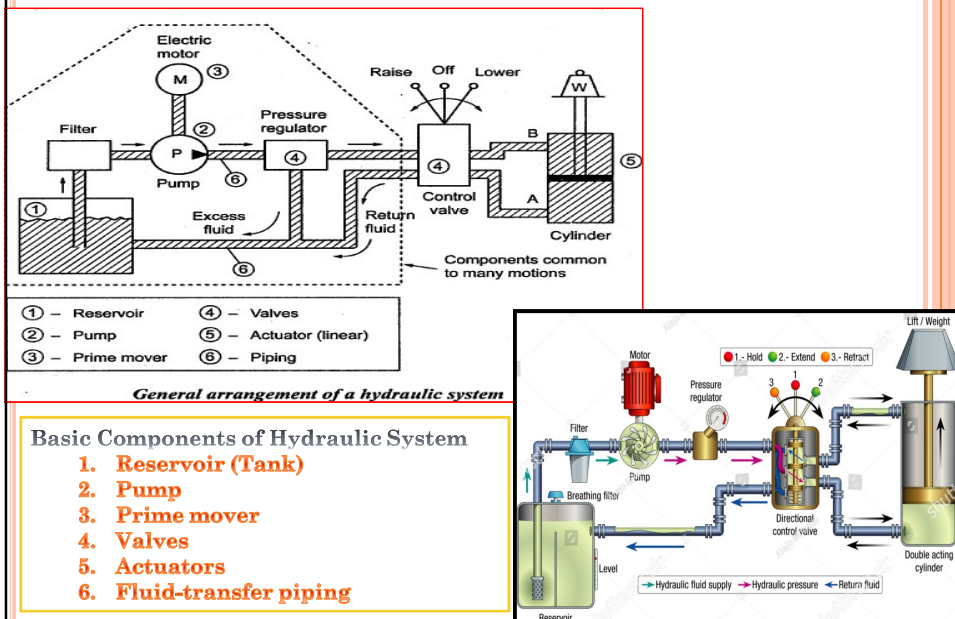 Electric
motor
M
3
Raise Off Lower
W
Filter
2
Pressure
regulator
B
P
4
4
5
Pump
6
1
Control
valve
A
Excess
fluid
Return
fluid
Cylinder
6
Components common
to many motions
1 – Reservoir
4 – Valves
2 – Pump
5 – Actuator (linear)
3 – Prime mover
6 – Piping
General arrangement of a hydraulic system
Basic Components of Hydraulic System
1. Reservoir (Tank)
2. Pump
3. Prime mover
4. Valves
5. Actuators
6. Fluid-transfer piping
Lift / Weight
Motor
1.- Hold 2.- Extend 3.- Retract
Pressure
regulator
1
3
2
Filter
Pump
Breathing filter
Directional
control valve
Level
Double acting
cylinder
Hydraulic fluid supply Hydraulic pressure Return fluid
Reservoir